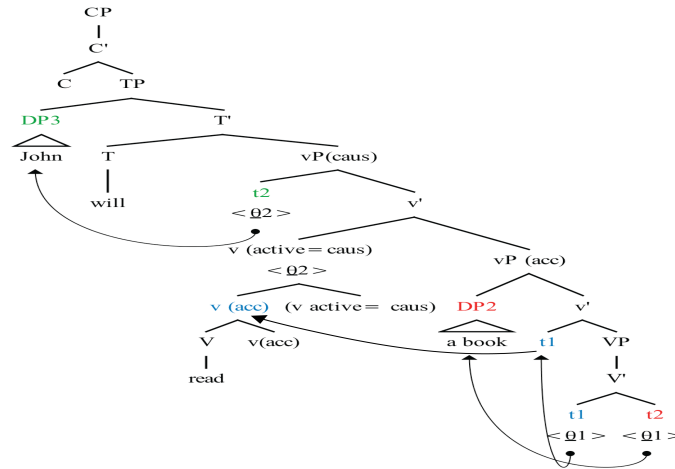 CP
C'
C TP
DP3 T'
John T vP(caus)
will t2 v'
< θ2 >
v (active= caus) vP (acc)
< θ2 >
v (acc) (v active= caus) DP2 v'
V v(acc) a book t1 VP
read V'
t1 t2
< θ1 > < θ1 >